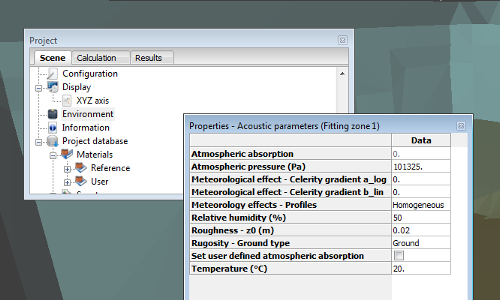 Project
Scene Calculation Results
Configuration
Display
XYZ axis
Environment
Information
Project database
Materials
Reference
User
Properties - Acoustic parameters (Fitting zone 1)
Data
Atmospheric absorption 0.
Atmospheric pressure (Pa) 101325.
Meteorological effect - Celerity gradient a_log 0.
Meteorological effect - Celerity gradient b_lin 0.
Meteorology effects - Profiles Homogeneous
Relative humidity (%) 50
Roughness - z0 (m) 0.02
Rugosity - Ground type Ground
Set user defined atmospheric absorption
Temperature (°C) 20.